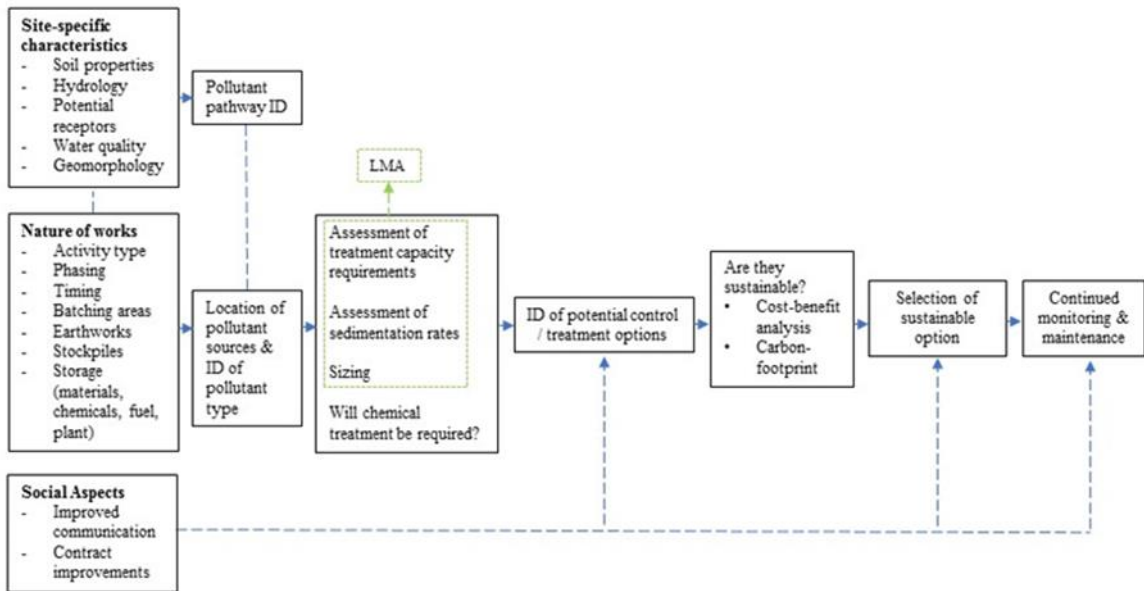 Site-specific
characteristics
- Soil properties
- Hydrology
- Potential
receptors
- Water quality
- Geomorphology
Pollutant
pathway ID
LMA
Nature of works
- Activity type
- Phasing
- Timing
- Batching areas
- Earthworks
- Stockpiles
- Storage
(materials,
chemicals, fuel,
plant)
Location of
pollutant
sources &
ID of
pollutant
type
Assessment of
treatment capacity
requirements
Assessment of
sedimentation rates
Sizing
Will chemical
treatment be required?
ID of potential control
/ treatment options
Are they
sustainable?
• Cost-benefit
analysis
• Carbon-
footprint
Selection of
sustainable
option
Continued
monitoring &
maintenance
Social Aspects
- Improved
communication
- Contract
improvements